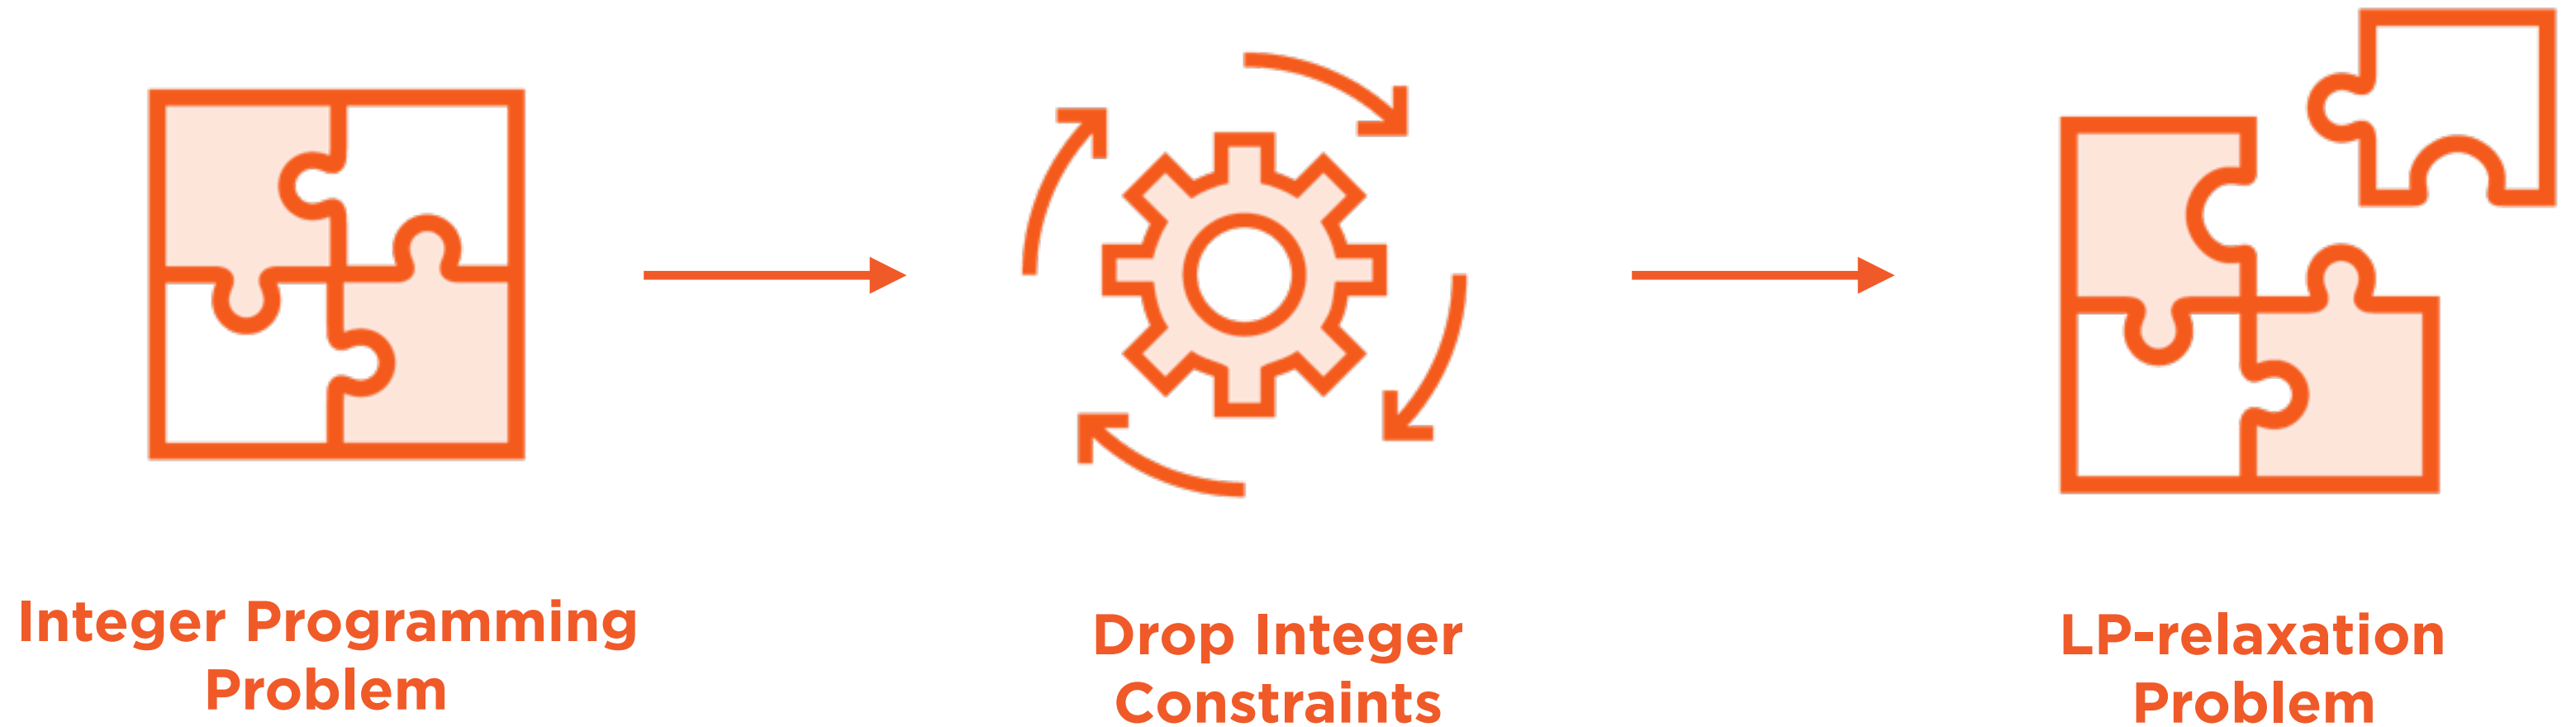 Integer Programming
Problem
Drop Integer
Constraints
LP-relaxation
Problem